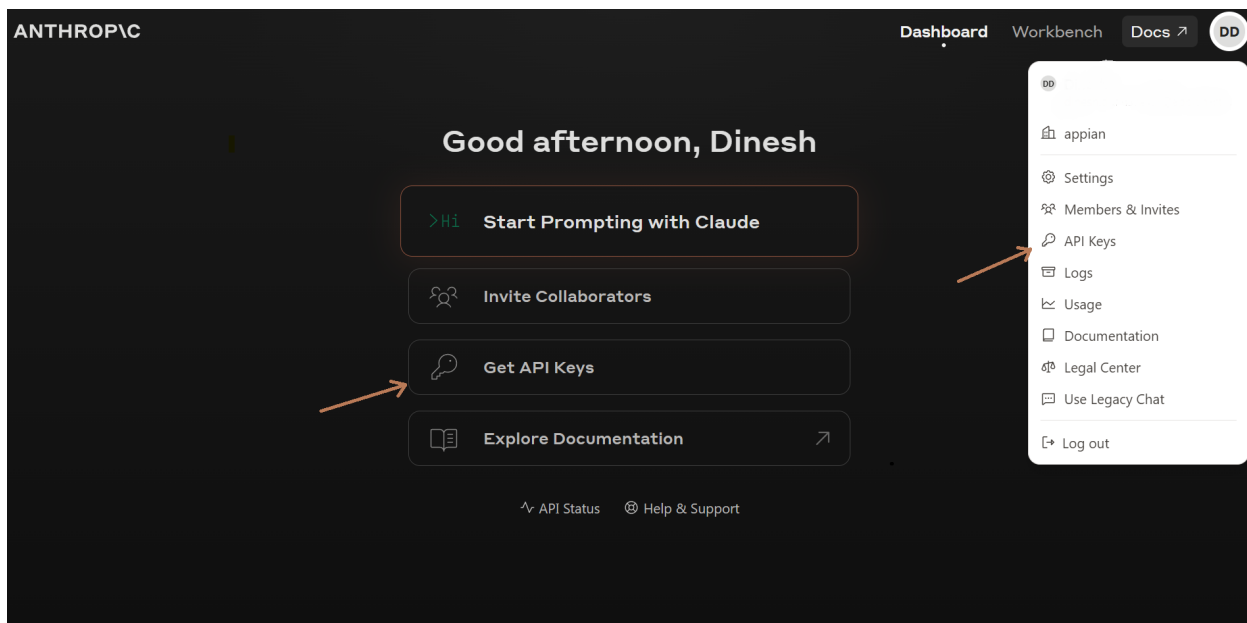 ANTHROP\C
Dashboard Workbench Docs
DD
DD
appian
Settings
Members & Invites
API Keys
Logs
Usage
Documentation
Legal Center
Use Legacy Chat
Log out
Good afternoon, Dinesh
>Hi Start Prompting with Claude
Invite Collaborators
Get API Keys
Explore Documentation
API Status Help & Support